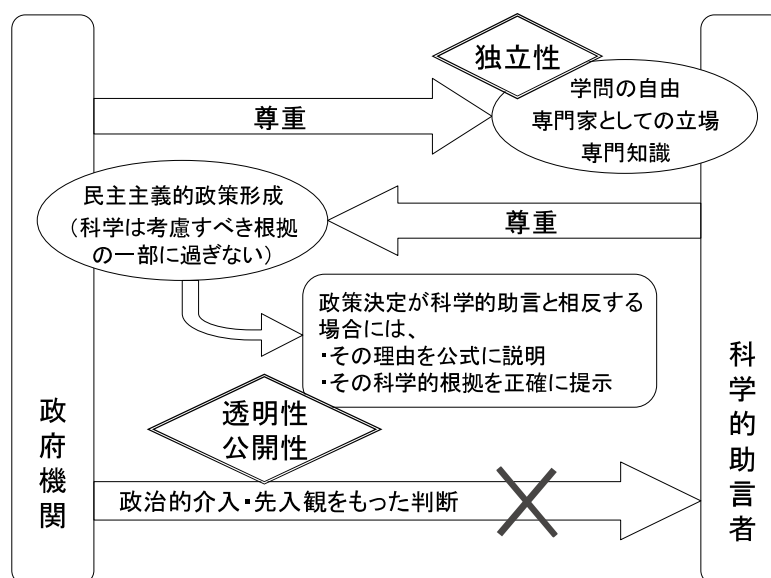 独立性
学問の自由
専門家としての立場
専門知識
尊重
民主主義的政策形成
(科学は考慮すべき根拠
の一部に過ぎない)
尊重
政策決定が科学的助言と相反する
場合には、
・その理由を公式に説明
・その科学的根拠を正確に提示
透明性
公開性
政府機関
科学的助言者
政治的介入・先入観をもった判断